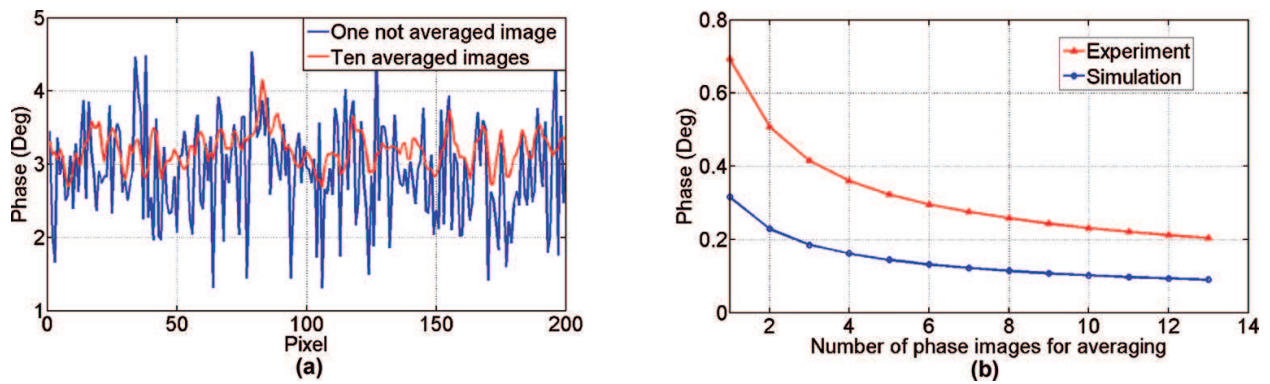 5
4
3
2
1
Phase (Deg)
One not averaged image
Ten averaged images
0
50
100
150
200
Pixel
(a)
0.8
0.6
0.4
0.2
0
Phase (Deg)
Experiment
Simulation
2
4
6
8
10
12
14
Number of phase images for averaging
(b)